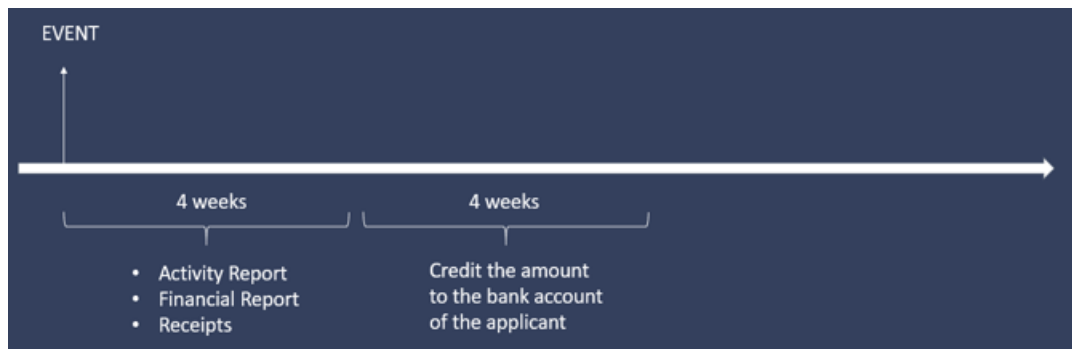 EVENT
4 weeks
4 weeks
• Activity Report
• Financial Report
• Receipts
Credit the amount
to the bank account
of the applicant